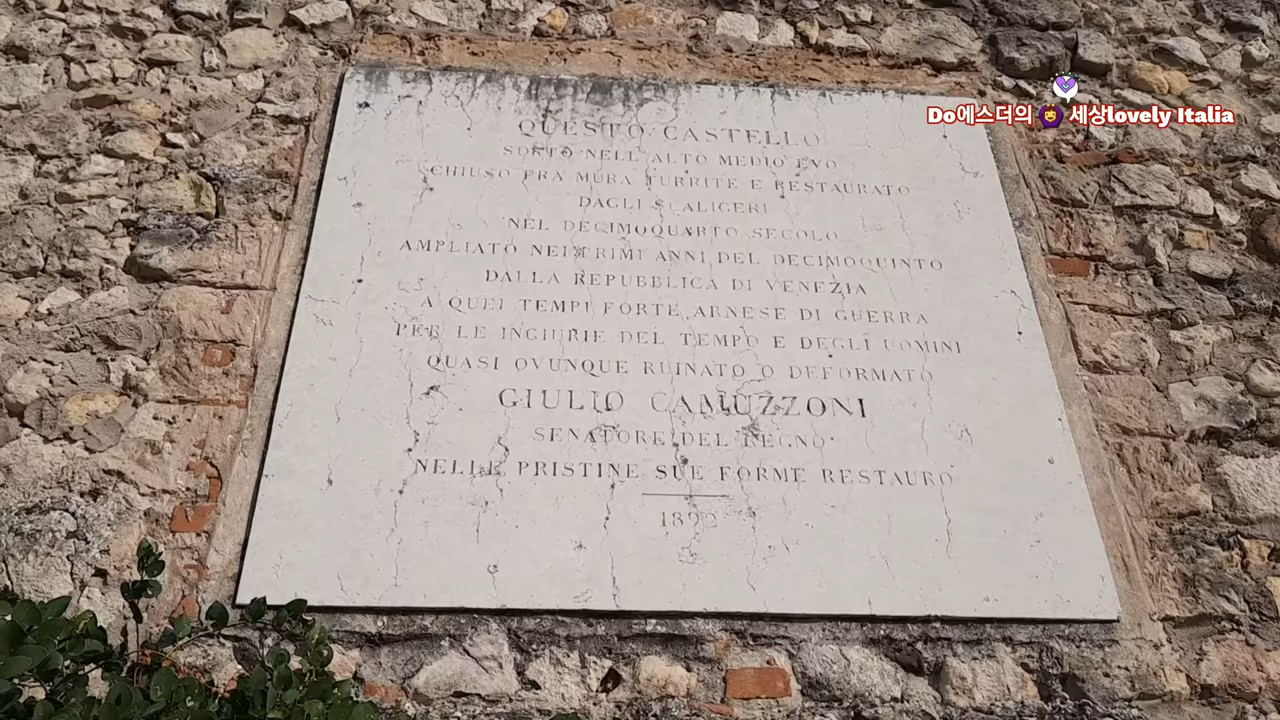 Do에스더의 세상lovely Italia
QUESTO CASTELLO
SORTO NELL'ALTO MEDIO EVO
CHIUSO FRA MURA TURRITE E RESTAURATO
DAGLI SCALIGERI
NEL DECIMOQUARTO SECOLO
AMPLIATO NEI PRIMI ANNI DEL DECIMOQUINTO
DALLA REPUBBLICA DI VENEZIA
A QUEI TEMPI FORTE ARNESE DI GUERRA
PER LE INGIURIE DEL TEMPO E DEGLI UOMINI
QUASI OVUNQUE RUINATO O DEFORMATO
GIULIO CAMUZZONI
SENATORE DEL REGNO
NELLE PRISTINE SUE FORME RESTAURO
1892